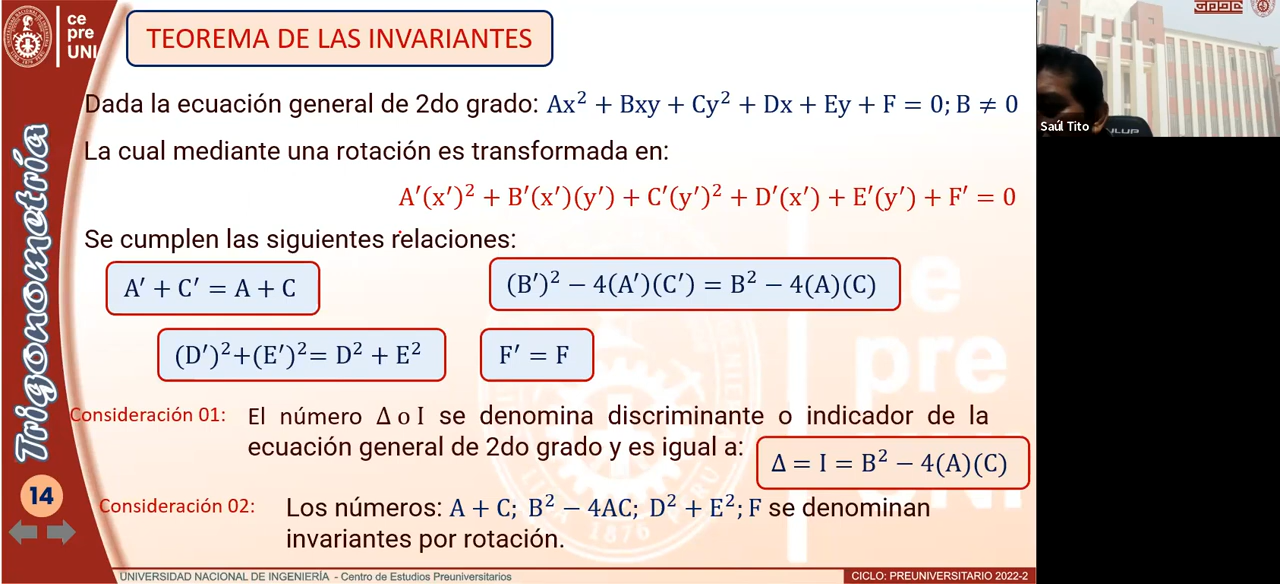 ce
pre
UNI
TEOREMA DE LAS INVARIANTES
Dada la ecuación general de 2do grado: Ax² + Bxy + Cy² + Dx + Ey + F = 0; B ≠ 0
La cual mediante una rotación es transformada en:
A′(x′)² + B′(x′)(y′) + C′(y′)² + D′(x′) + E′(y′) + F′ = 0
Se cumplen las siguientes relaciones:
A′ + C′ = A + C
(B′)² − 4(A′)(C′) = B² − 4(A)(C)
(D′)²+(E′)²= D² + E²
F′ = F
Consideración 01: El número Δ o I se denomina discriminante o indicador de la
ecuación general de 2do grado y es igual a:
Δ = I = B² − 4(A)(C)
Consideración 02: Los números: A + C; B² − 4AC; D² + E²; F se denominan
invariantes por rotación.
Trigonometría
14
UNIVERSIDAD NACIONAL DE INGENIERÍA - Centro de Estudios Preuniversitarios
CICLO: PREUNIVERSITARIO 2022-2
Saúl Tito
ce
pre
UNI
1876